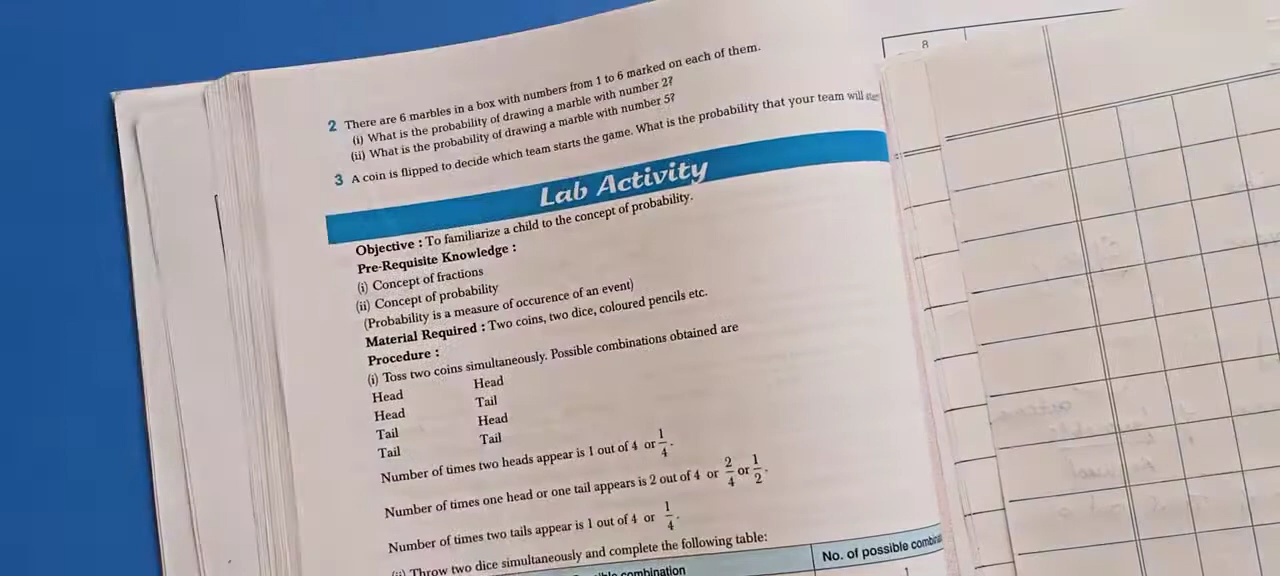 8
2 There are 6 marbles in a box with numbers from 1 to 6 marked on each of them.
(i) What is the probability of drawing a marble with number 2?
(ii) What is the probability of drawing a marble with number 5?
3 A coin is flipped to decide which team starts the game. What is the probability that your team will
Lab Activity
Objective : To familiarize a child to the concept of probability.
Pre-Requisite Knowledge :
(i) Concept of fractions
(ii) Concept of probability
(Probability is a measure of occurence of an event)
Material Required : Two coins, two dice, coloured pencils etc.
Procedure :
(i) Toss two coins simultaneously. Possible combinations obtained are
Head Head
Head Tail
Tail Head
Tail Tail
Number of times two heads appear is 1 out of 4 or 1/4.
Number of times one head or one tail appears is 2 out of 4 or 2/4 or 1/2.
Number of times two tails appear is 1 out of 4 or 1/4.
(ii) Throw two dice simultaneously and complete the following table:
combination No. of possible